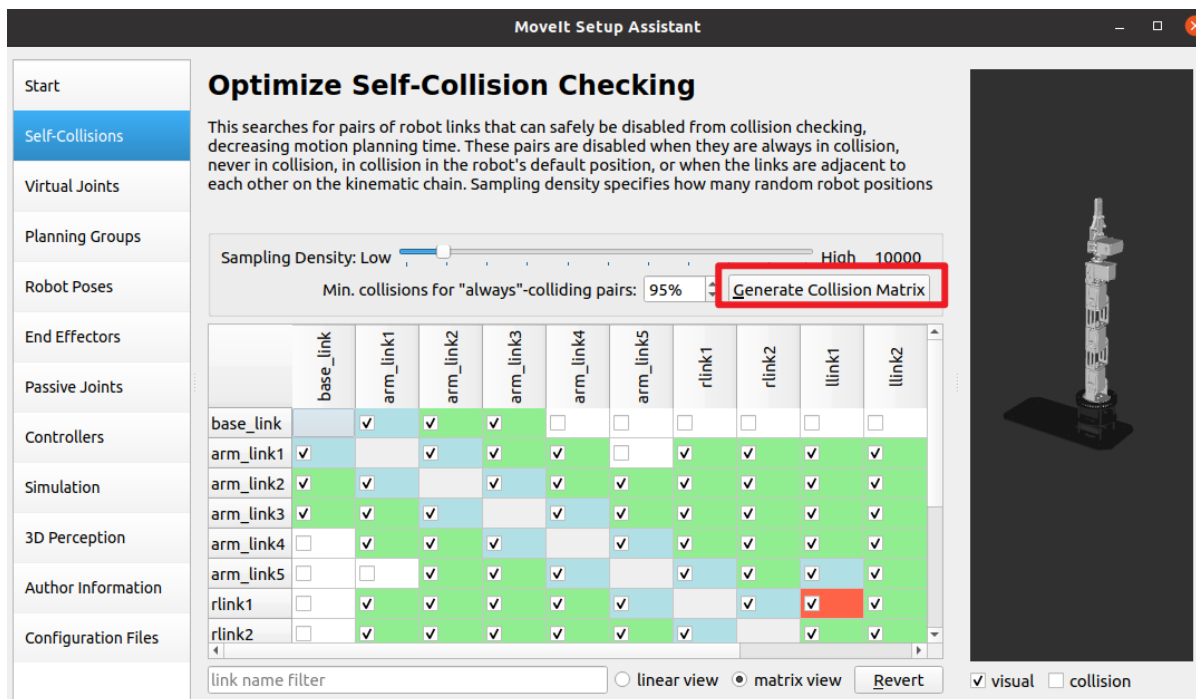 MoveIt Setup Assistant
Start
Self-Collisions
Virtual Joints
Planning Groups
Robot Poses
End Effectors
Passive Joints
Controllers
Simulation
3D Perception
Author Information
Configuration Files
Optimize Self-Collision Checking
This searches for pairs of robot links that can safely be disabled from collision checking,
decreasing motion planning time. These pairs are disabled when they are always in collision,
never in collision, in collision in the robot's default position, or when the links are adjacent to
each other on the kinematic chain. Sampling density specifies how many random robot positions
Sampling Density: Low High 10000
Min. collisions for "always"-colliding pairs: 95% Generate Collision Matrix
base_link arm_link1 arm_link2 arm_link3 arm_link4 arm_link5 rlink1 rlink2 llink1 llink2
base_link
arm_link1
arm_link2
arm_link3
arm_link4
arm_link5
rlink1
rlink2
link name filter linear view matrix view Revert
visual collision